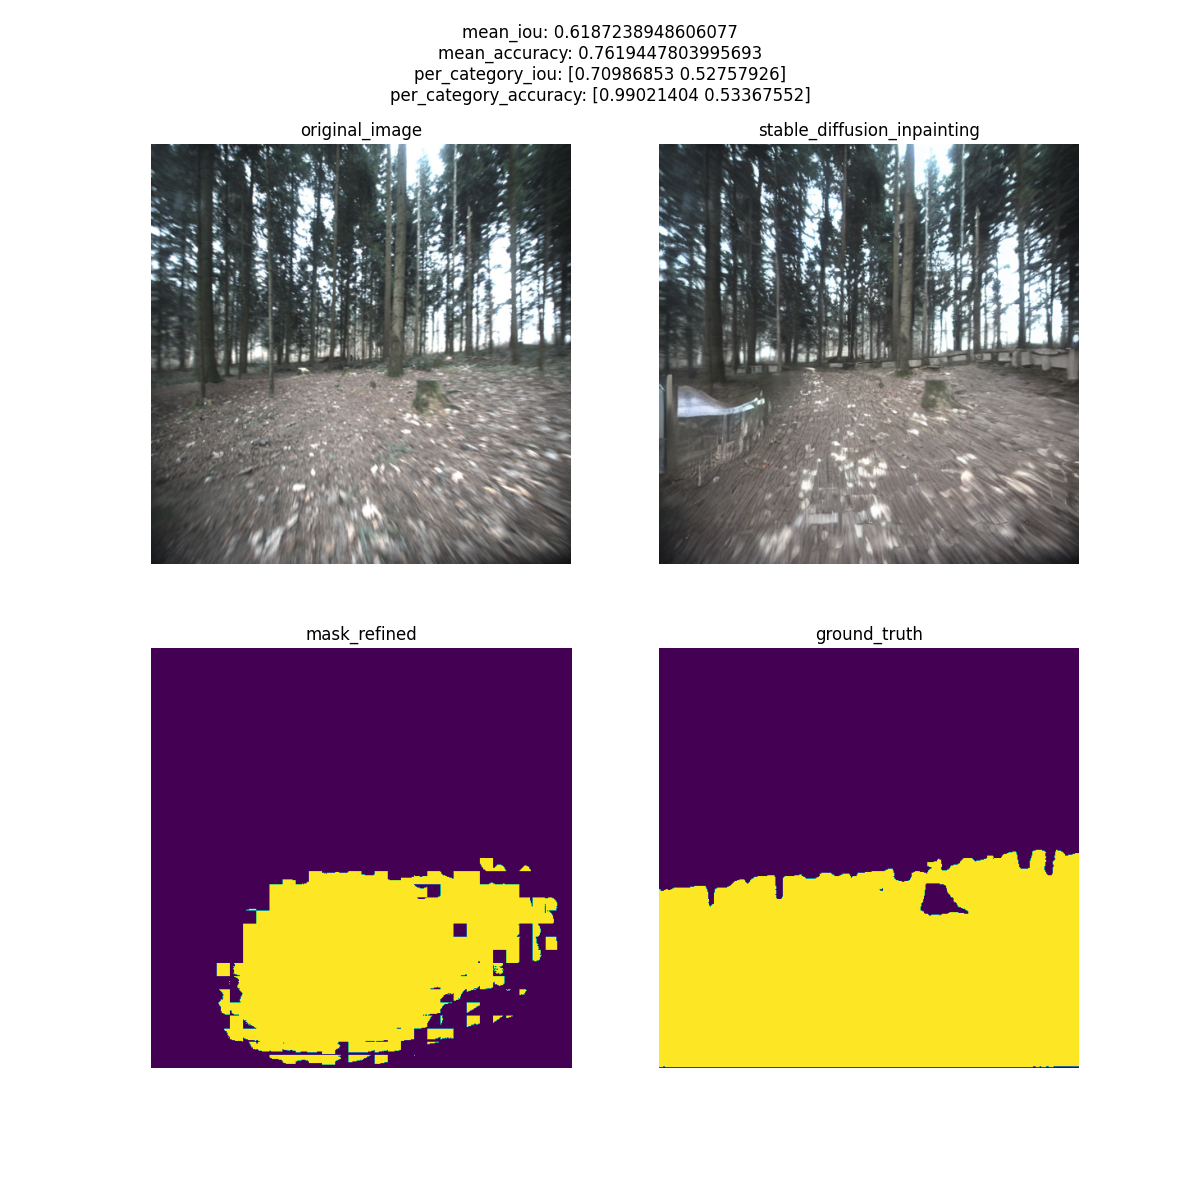 mean_iou: 0.6187238948606077
mean_accuracy: 0.7619447803995693
per_category_iou: [0.70986853 0.52757926]
per_category_accuracy: [0.99021404 0.53367552]
original_image
stable_diffusion_inpainting
mask_refined
ground_truth